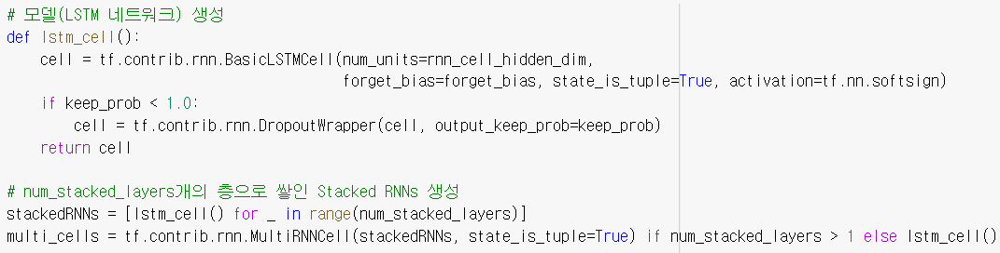 # 모델(LSTM 네트워크) 생성
def lstm_cell():
    cell = tf.contrib.rnn.BasicLSTMCell(num_units=rnn_cell_hidden_dim,
                                        forget_bias=forget_bias, state_is_tuple=True, activation=tf.nn.softsign)
    if keep_prob < 1.0:
        cell = tf.contrib.rnn.DropoutWrapper(cell, output_keep_prob=keep_prob)
    return cell

# num_stacked_layers개의 층으로 쌓인 Stacked RNNs 생성
stackedRNNs = [lstm_cell() for _ in range(num_stacked_layers)]
multi_cells = tf.contrib.rnn.MultiRNNCell(stackedRNNs, state_is_tuple=True) if num_stacked_layers > 1 else lstm_cell()